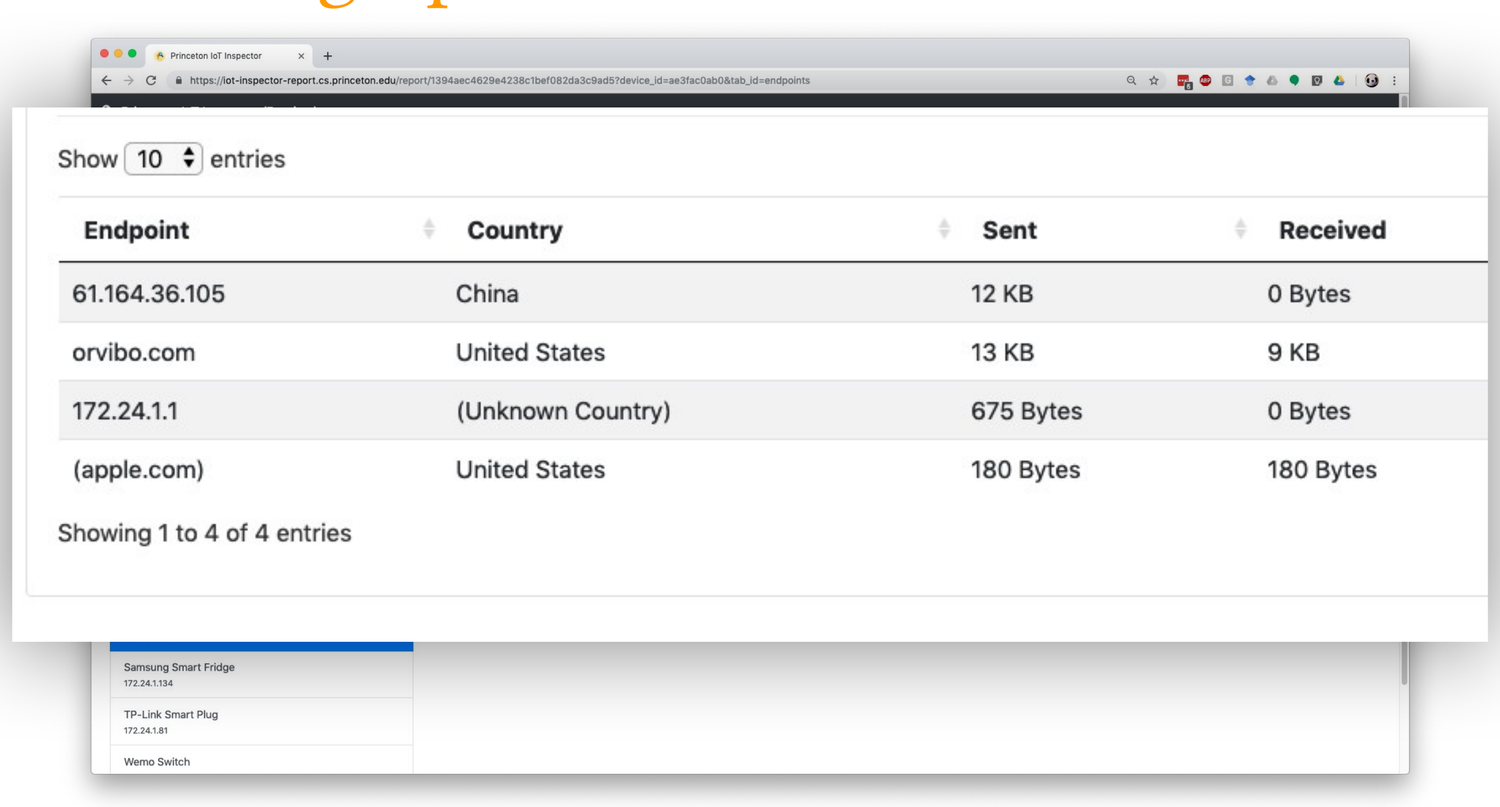 Princeton IoT Inspector
https://iot-inspector-report.cs.princeton.edu/report/1394aec4629e4238c1bef082da3c9ad5?device_id=ae3fac0ab0&tab_id=endpoints
Show 10 entries
Endpoint Country Sent Received
61.164.36.105 China 12 KB 0 Bytes
orvibo.com United States 13 KB 9 KB
172.24.1.1 (Unknown Country) 675 Bytes 0 Bytes
(apple.com) United States 180 Bytes 180 Bytes
Showing 1 to 4 of 4 entries
Samsung Smart Fridge
172.24.1.134
TP-Link Smart Plug
172.24.1.81
Wemo Switch